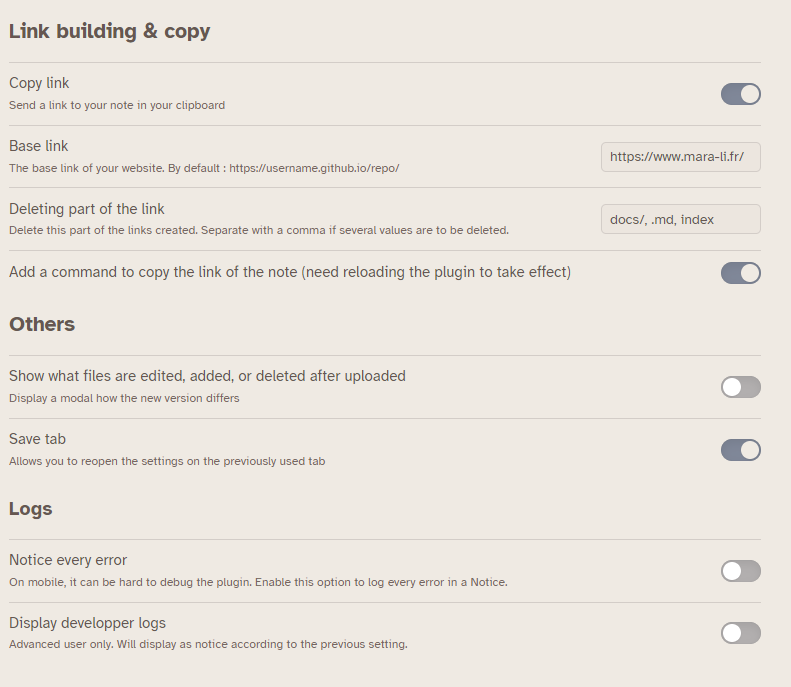 Link building & copy
Copy link
Send a link to your note in your clipboard
Base link
The base link of your website. By default : https://username.github.io/repo/
https://www.mara-li.fr/
Deleting part of the link
Delete this part of the links created. Separate with a comma if several values are to be deleted.
docs/, .md, index
Add a command to copy the link of the note (need reloading the plugin to take effect)
Others
Show what files are edited, added, or deleted after uploaded
Display a modal how the new version differs
Save tab
Allows you to reopen the settings on the previously used tab
Logs
Notice every error
On mobile, it can be hard to debug the plugin. Enable this option to log every error in a Notice.
Display developper logs
Advanced user only. Will display as notice according to the previous setting.